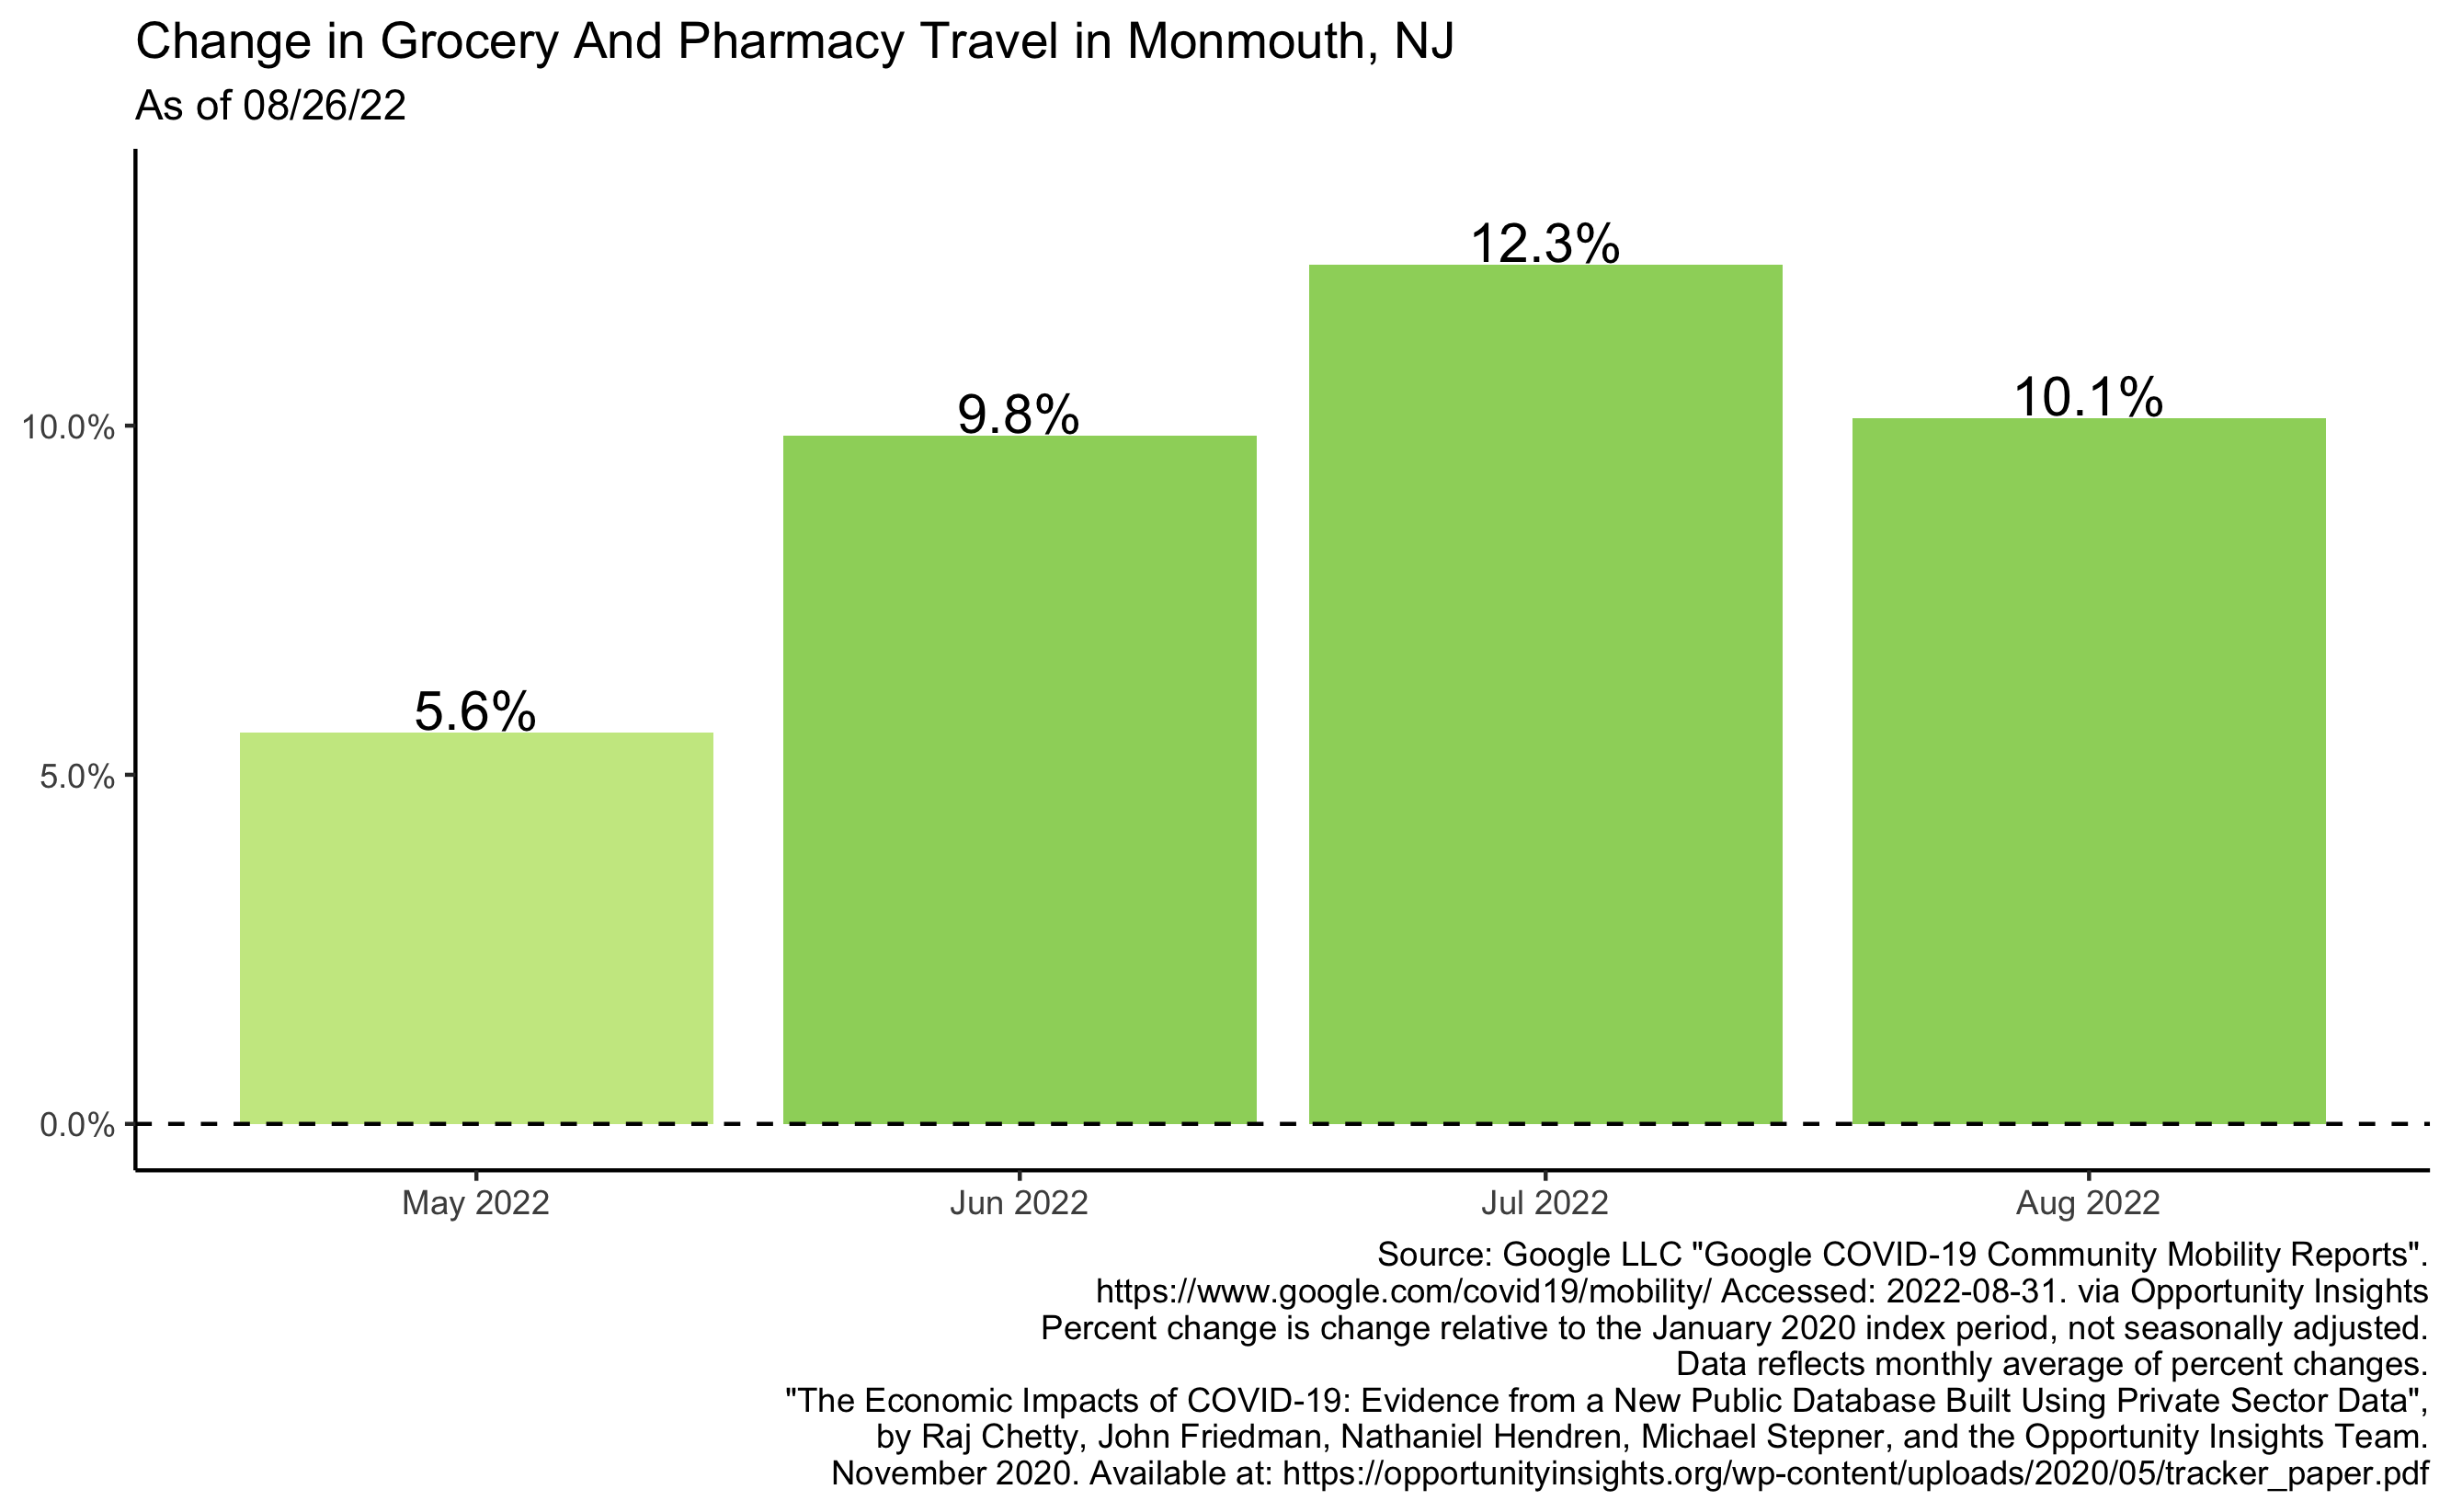 Change in Grocery And Pharmacy Travel in Monmouth, NJ
As of 08/26/22
12.3%
10.1%
9.8%
10.0%
5.6%
5.0%
0.0%
May 2022
Jun 2022
Jul 2022
Aug 2022
Source: Google LLC "Google COVID-19 Community Mobility Reports".
https://www.google.com/covid19/mobility/ Accessed: 2022-08-31. via Opportunity Insights
Percent change is change relative to the January 2020 index period, not seasonally adjusted.
Data reflects monthly average of percent changes.
"The Economic Impacts of COVID-19: Evidence from a New Public Database Built Using Private Sector Data",
by Raj Chetty, John Friedman, Nathaniel Hendren, Michael Stepner, and the Opportunity Insights Team.
November 2020. Available at: https://opportunityinsights.org/wp-content/uploads/2020/05/tracker_paper.pdf